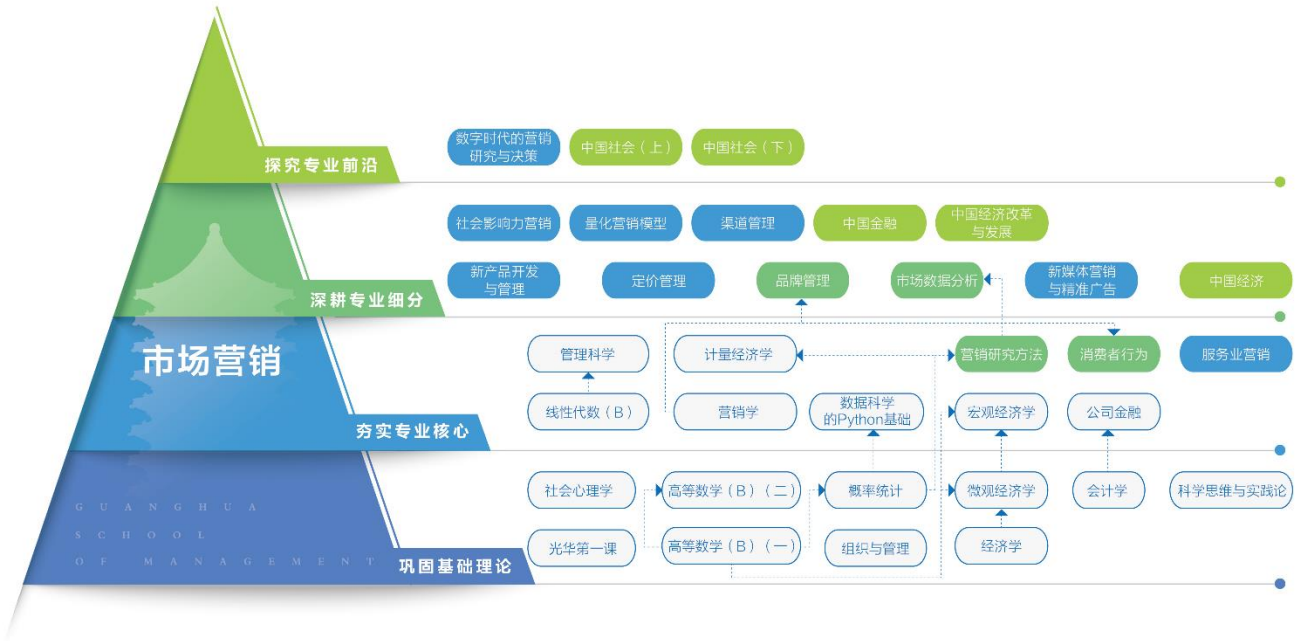 数字时代的营销
研究与决策
中国社会（上）
中国社会（下）
探究专业前沿
社会影响力营销
量化营销模型
渠道管理
中国金融
中国经济改革
与发展
新产品开发
与管理
定价管理
品牌管理
市场数据分析
新媒体营销
与精准广告
中国经济
深耕专业细分
市场营销
管理科学
计量经济学
营销研究方法
消费者行为
服务业营销
线性代数（B）
营销学
数据科学
的Python基础
宏观经济学
公司金融
夯实专业核心
社会心理学
高等数学（B）（二）
概率统计
微观经济学
会计学
科学思维与实践论
光华第一课
高等数学（B）（一）
组织与管理
经济学
GUANGHUA
SCHOOL
OF MANAGEMENT
巩固基础理论